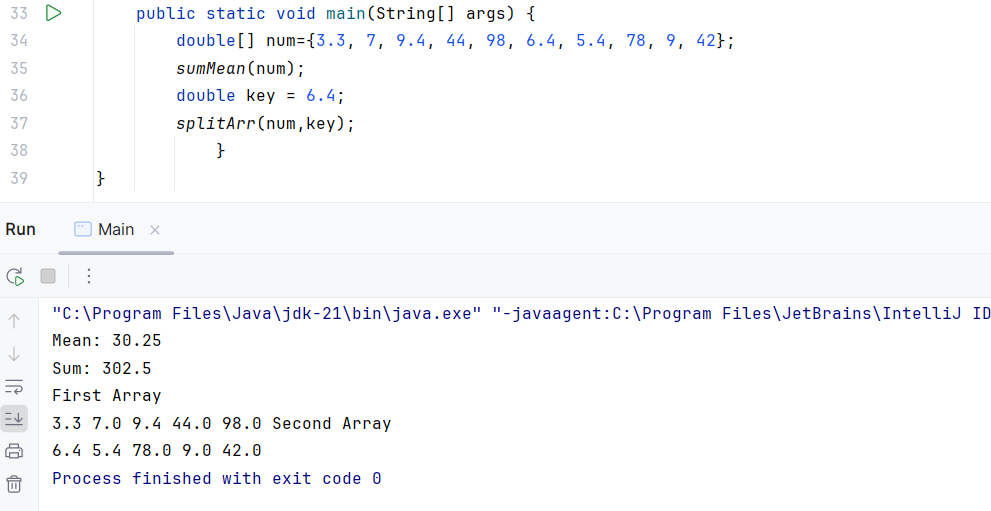 33 public static void main(String[] args) {
34 double[] num={3.3, 7, 9.4, 44, 98, 6.4, 5.4, 78, 9, 42};
35 sumMean(num);
36 double key = 6.4;
37 splitArr(num,key);
38 }
39 }
Run Main ×
"C:\Program Files\Java\jdk-21\bin\java.exe" "-javaagent:C:\Program Files\JetBrains\IntelliJ ID
Mean: 30.25
Sum: 302.5
First Array
3.3 7.0 9.4 44.0 98.0 Second Array
6.4 5.4 78.0 9.0 42.0
Process finished with exit code 0